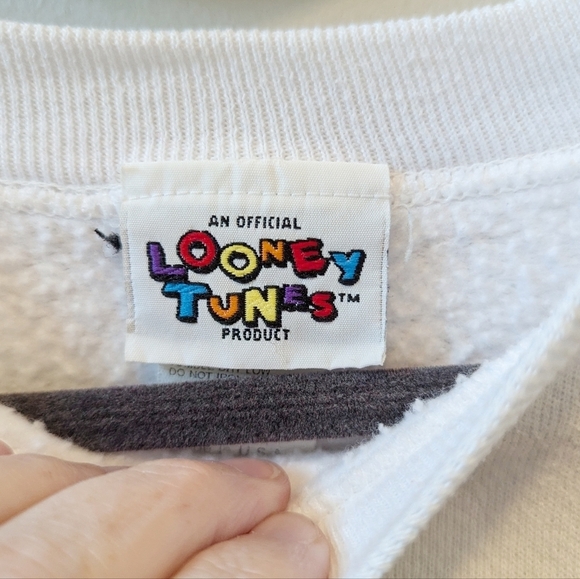 AN OFFICIAL
LOONEY
TUNES™
PRODUCT
DO NOT